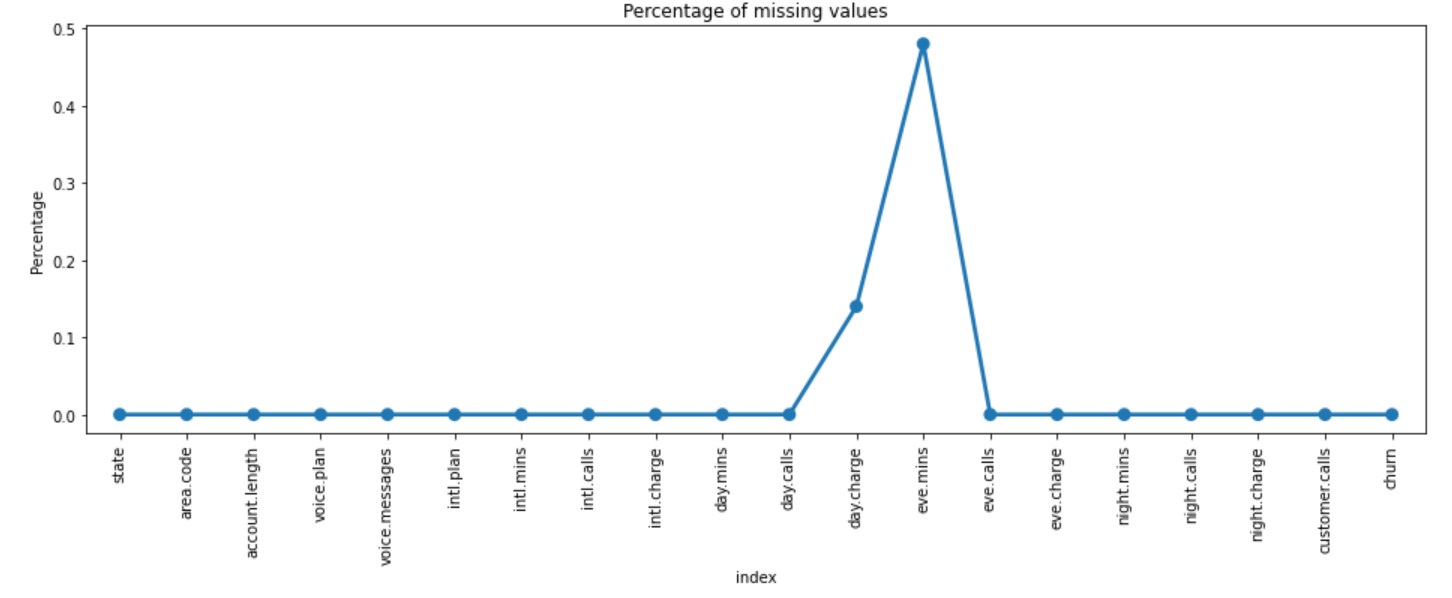 Percentage of missing values
Percentage
0.5
0.4
0.3
0.2
0.1
0.0
state
area.code
account.length
voice.plan
voice.messages
intl.plan
intl.mins
intl.calls
intl.charge
day.mins
day.calls
day.charge
eve.mins
eve.calls
eve.charge
night.mins
night.calls
night.charge
customer.calls
churn
index